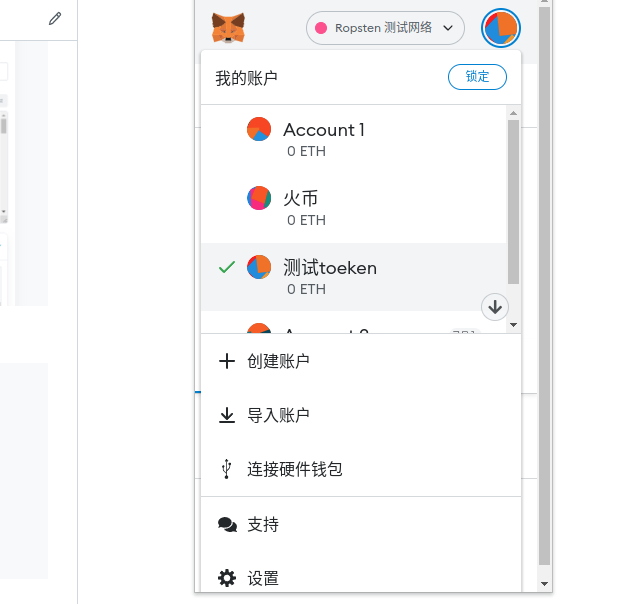 Ropsten 测试网络
我的账户
锁定
Account 1
0 ETH
火币
0 ETH
测试toeken
0 ETH
创建账户
导入账户
连接硬件钱包
支持
设置